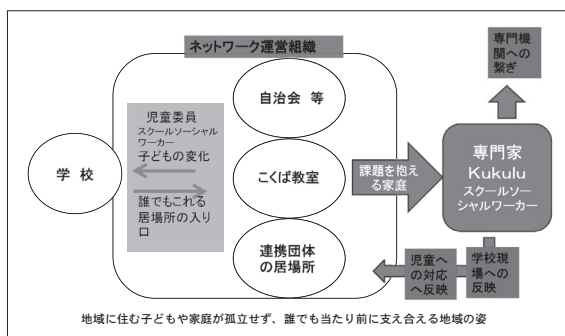 ネットワーク運営組織
専門機
関への
繋ぎ
自治会 等
児童委員
スクールソーシャル
ワーカー
子どもの変化
学 校
こくば教室
課題を抱え
る家庭
専門家
Kukulu
スクールソー
シャルワーカー
誰でもこれる
居場所の入り
口
連携団体
の居場所
児童へ
の対応
へ反映
学校現
場への
反映
地域に住む子どもや家庭が孤立せず、誰でも当たり前に支え合える地域の姿